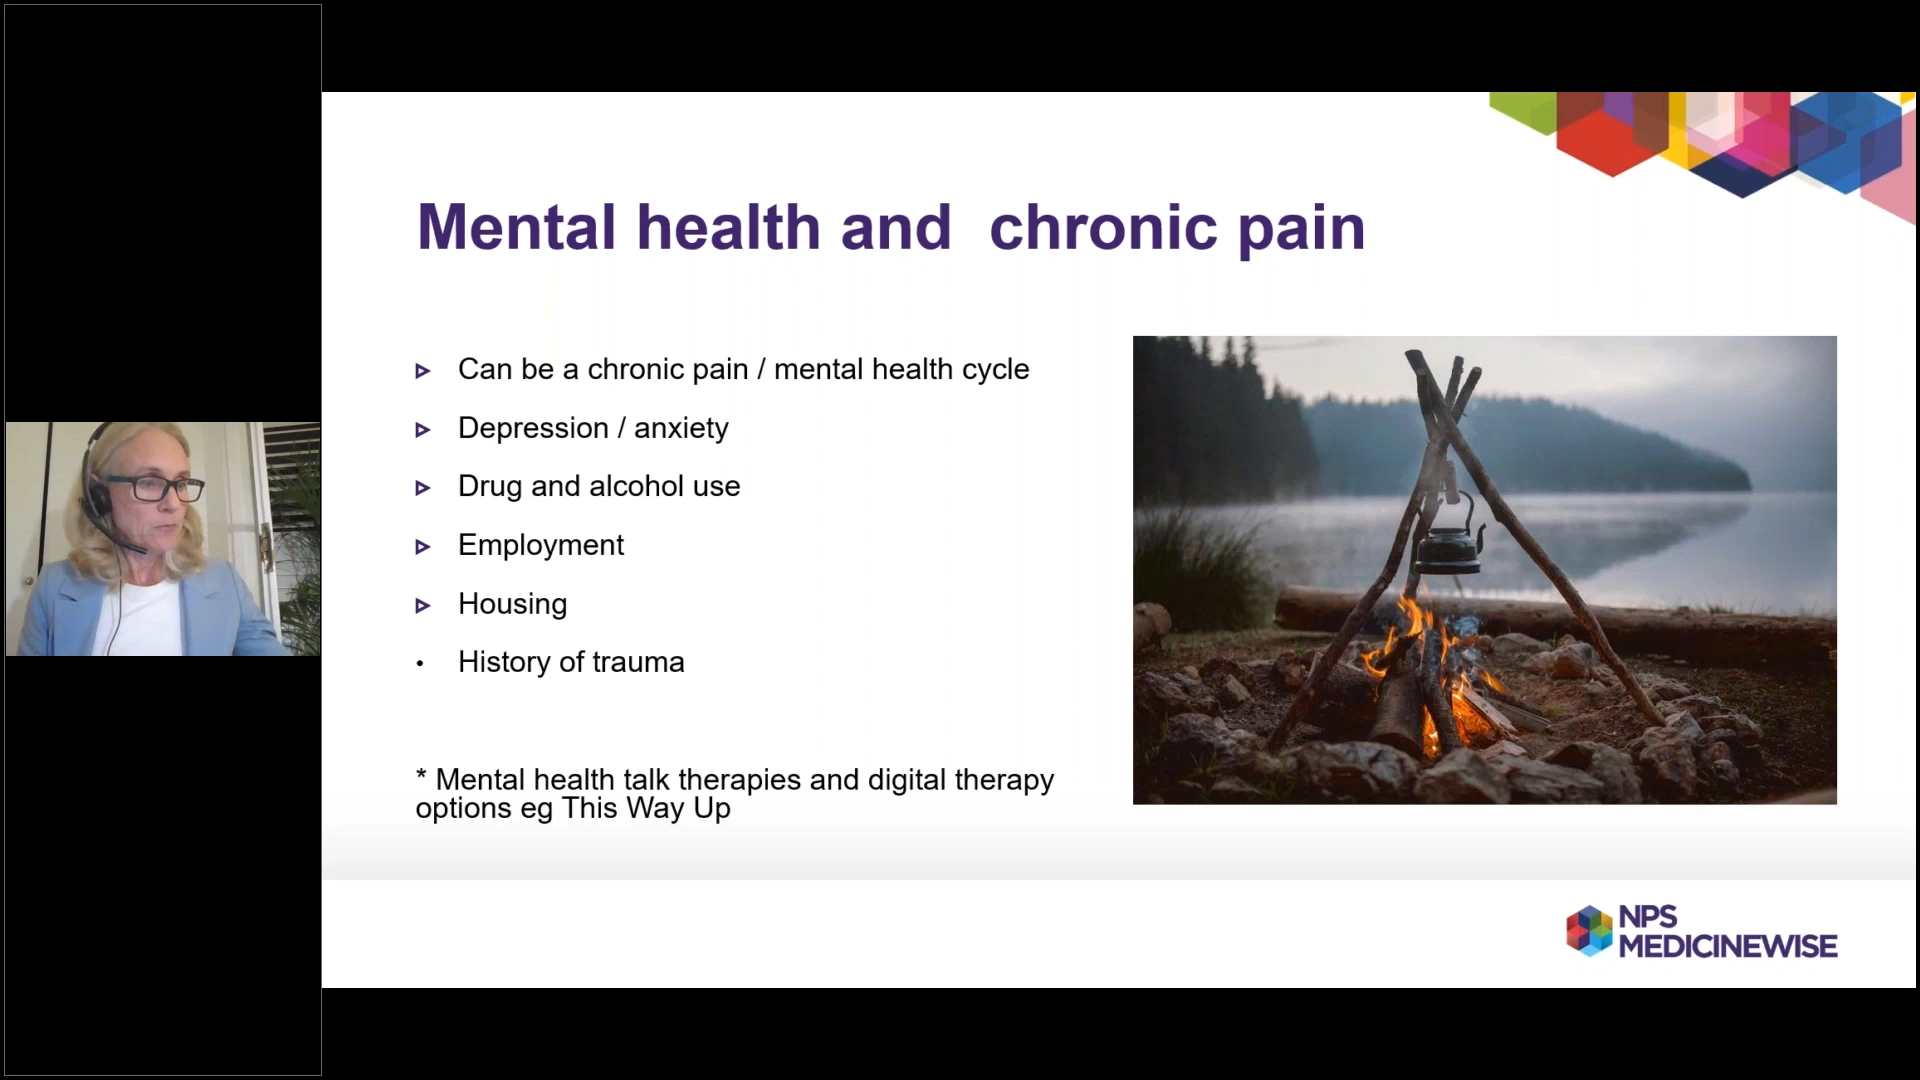 Mental health and  chronic pain
Can be a chronic pain / mental health cycle
Depression / anxiety
Drug and alcohol use
Employment
Housing
History of trauma
* Mental health talk therapies and digital therapy
options eg This Way Up
NPS
MEDICINEWISE